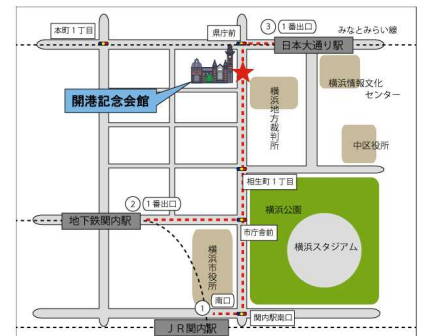 本町1丁目
県庁前
③ 1番出口
みなとみらい線
日本大通り駅
開港記念会館
横浜地方裁判所
横浜情報文化
センター
中区役所
相生町1丁目
② 1番出口
地下鉄関内駅
市庁舎前
横浜公園
横浜スタジアム
横浜市役所
① 南口
関内駅南口
JR関内駅